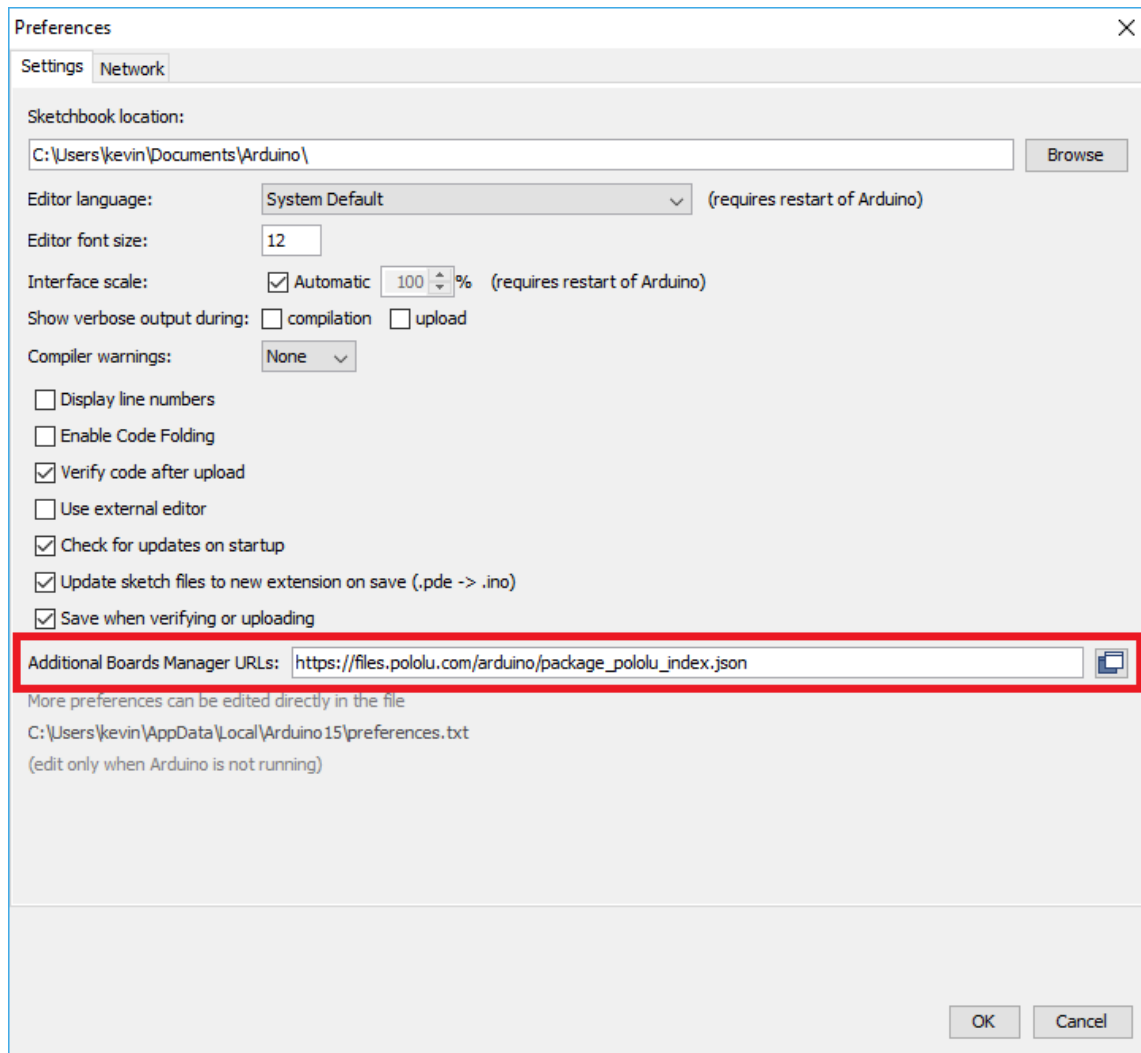 Preferences
Settings Network
Sketchbook location:
C:\Users\kevin\Documents\Arduino\ Browse
Editor language: System Default (requires restart of Arduino)
Editor font size: 12
Interface scale: Automatic 100 % (requires restart of Arduino)
Show verbose output during: compilation upload
Compiler warnings: None
Display line numbers
Enable Code Folding
Verify code after upload
Use external editor
Check for updates on startup
Update sketch files to new extension on save (.pde -> .ino)
Save when verifying or uploading
Additional Boards Manager URLs: https://files.pololu.com/arduino/package_pololu_index.json
More preferences can be edited directly in the file
C:\Users\kevin\AppData\Local\Arduino15\preferences.txt
(edit only when Arduino is not running)
OK Cancel